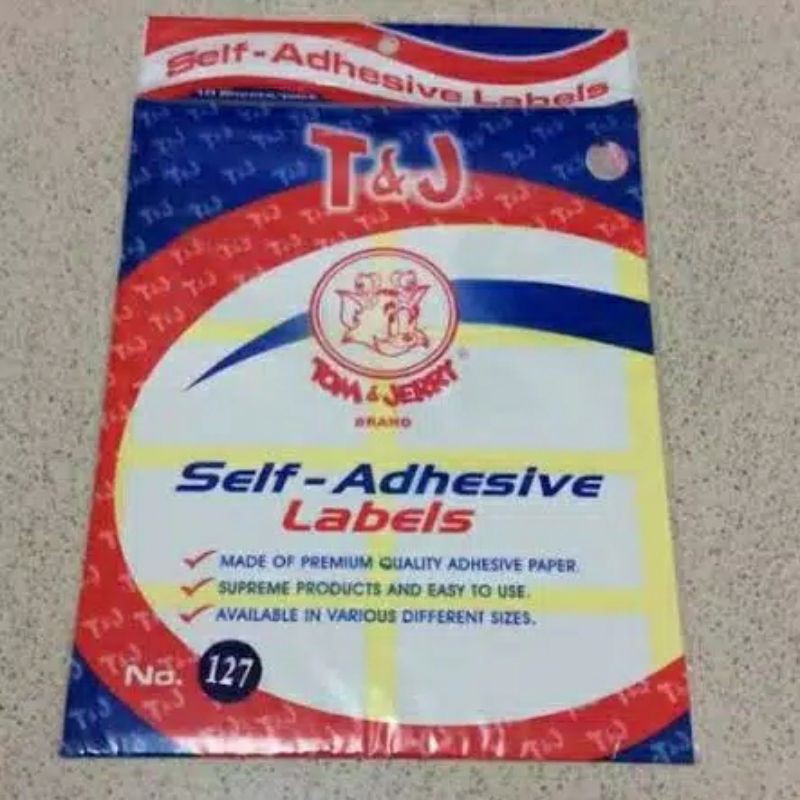 Self-Adhesive Labels
T&J
TOM & JERRY®
BRAND
Self-Adhesive
Labels
MADE OF PREMIUM QUALITY ADHESIVE PAPER.
SUPREME PRODUCTS AND EASY TO USE.
AVAILABLE IN VARIOUS DIFFERENT SIZES.
No. 127